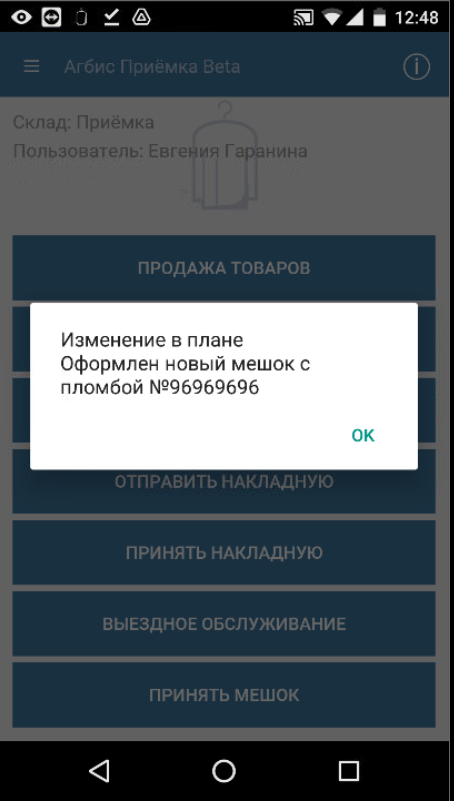 12:48
Агбис Приёмка Beta
Склад: Приёмка
Пользователь: Евгения Гаранина
ПРОДАЖА ТОВАРОВ
Изменение в плане
Оформлен новый мешок с
пломбой №96969696
OK
ОТПРАВИТЬ НАКЛАДНУЮ
ПРИНЯТЬ НАКЛАДНУЮ
ВЫЕЗДНОЕ ОБСЛУЖИВАНИЕ
ПРИНЯТЬ МЕШОК